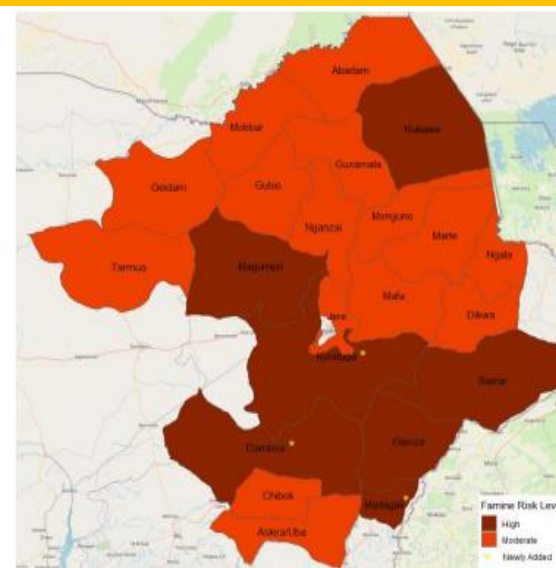 Abadam
Kukawa
Mobbar
Guzamala
Geidam
Gubio
Nganzai
Monguno
Marte
Ngala
Tarmua
Magumeri
Mafa
Jere
Dikwa
Konduga
Bama
Damboa
Gwoza
Chibok
Madagali
Askira/Uba
Famine Risk Lev
High
Moderate
Newly Added